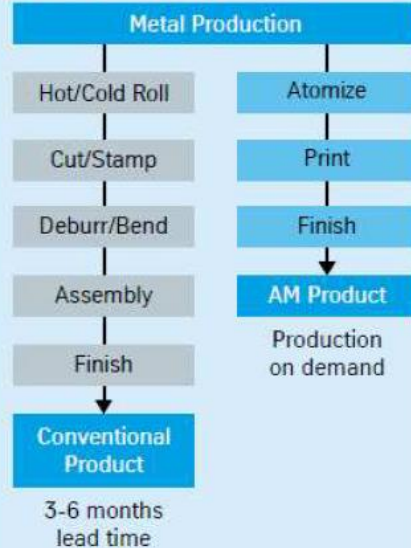 Metal Production
Hot/Cold Roll
Cut/Stamp
Deburr/Bend
Assembly
Finish
Conventional
Product
3-6 months
lead time
Atomize
Print
Finish
AM Product
Production
on demand